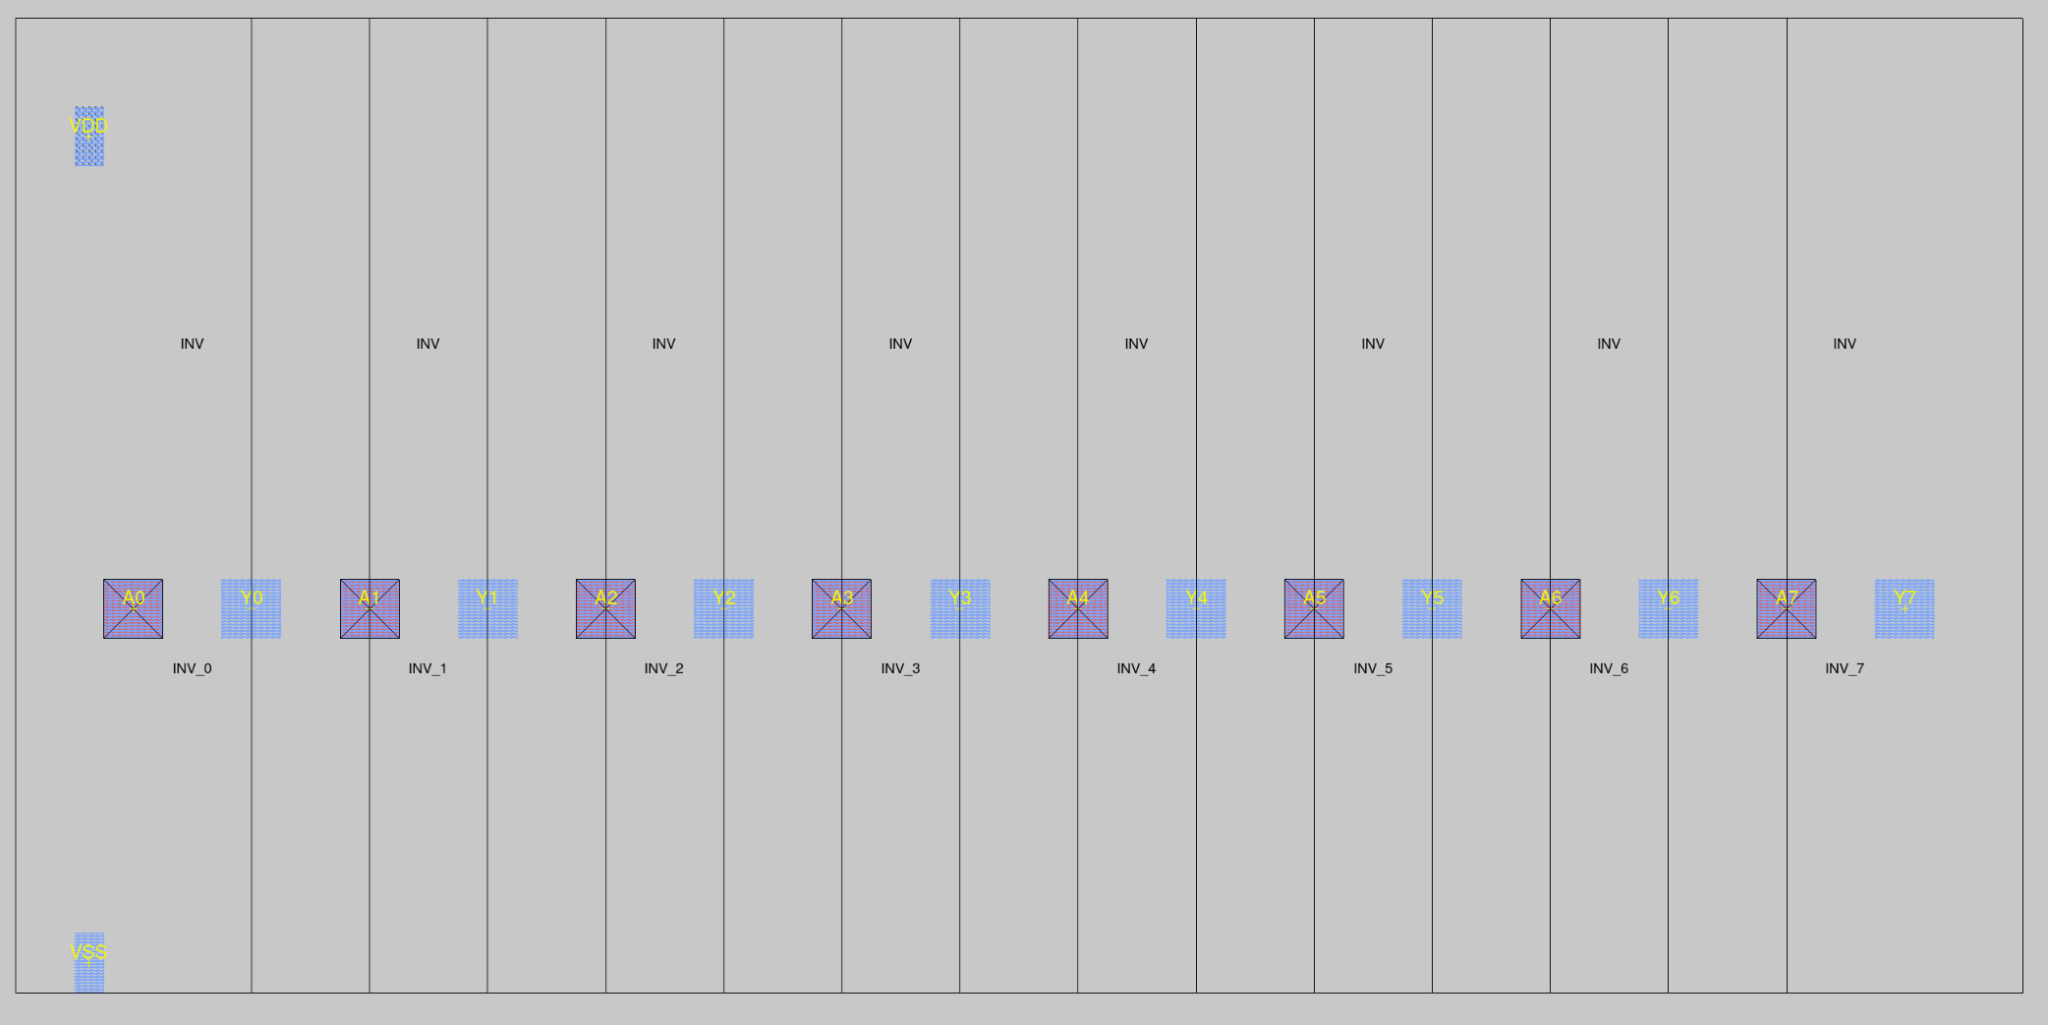 VDD
INV INV INV INV INV INV INV INV
A0 Y0 A1 Y1 A2 Y2 A3 Y3 A4 Y4 A5 Y5 A6 Y6 A7 Y7
INV_0 INV_1 INV_2 INV_3 INV_4 INV_5 INV_6 INV_7
VSS